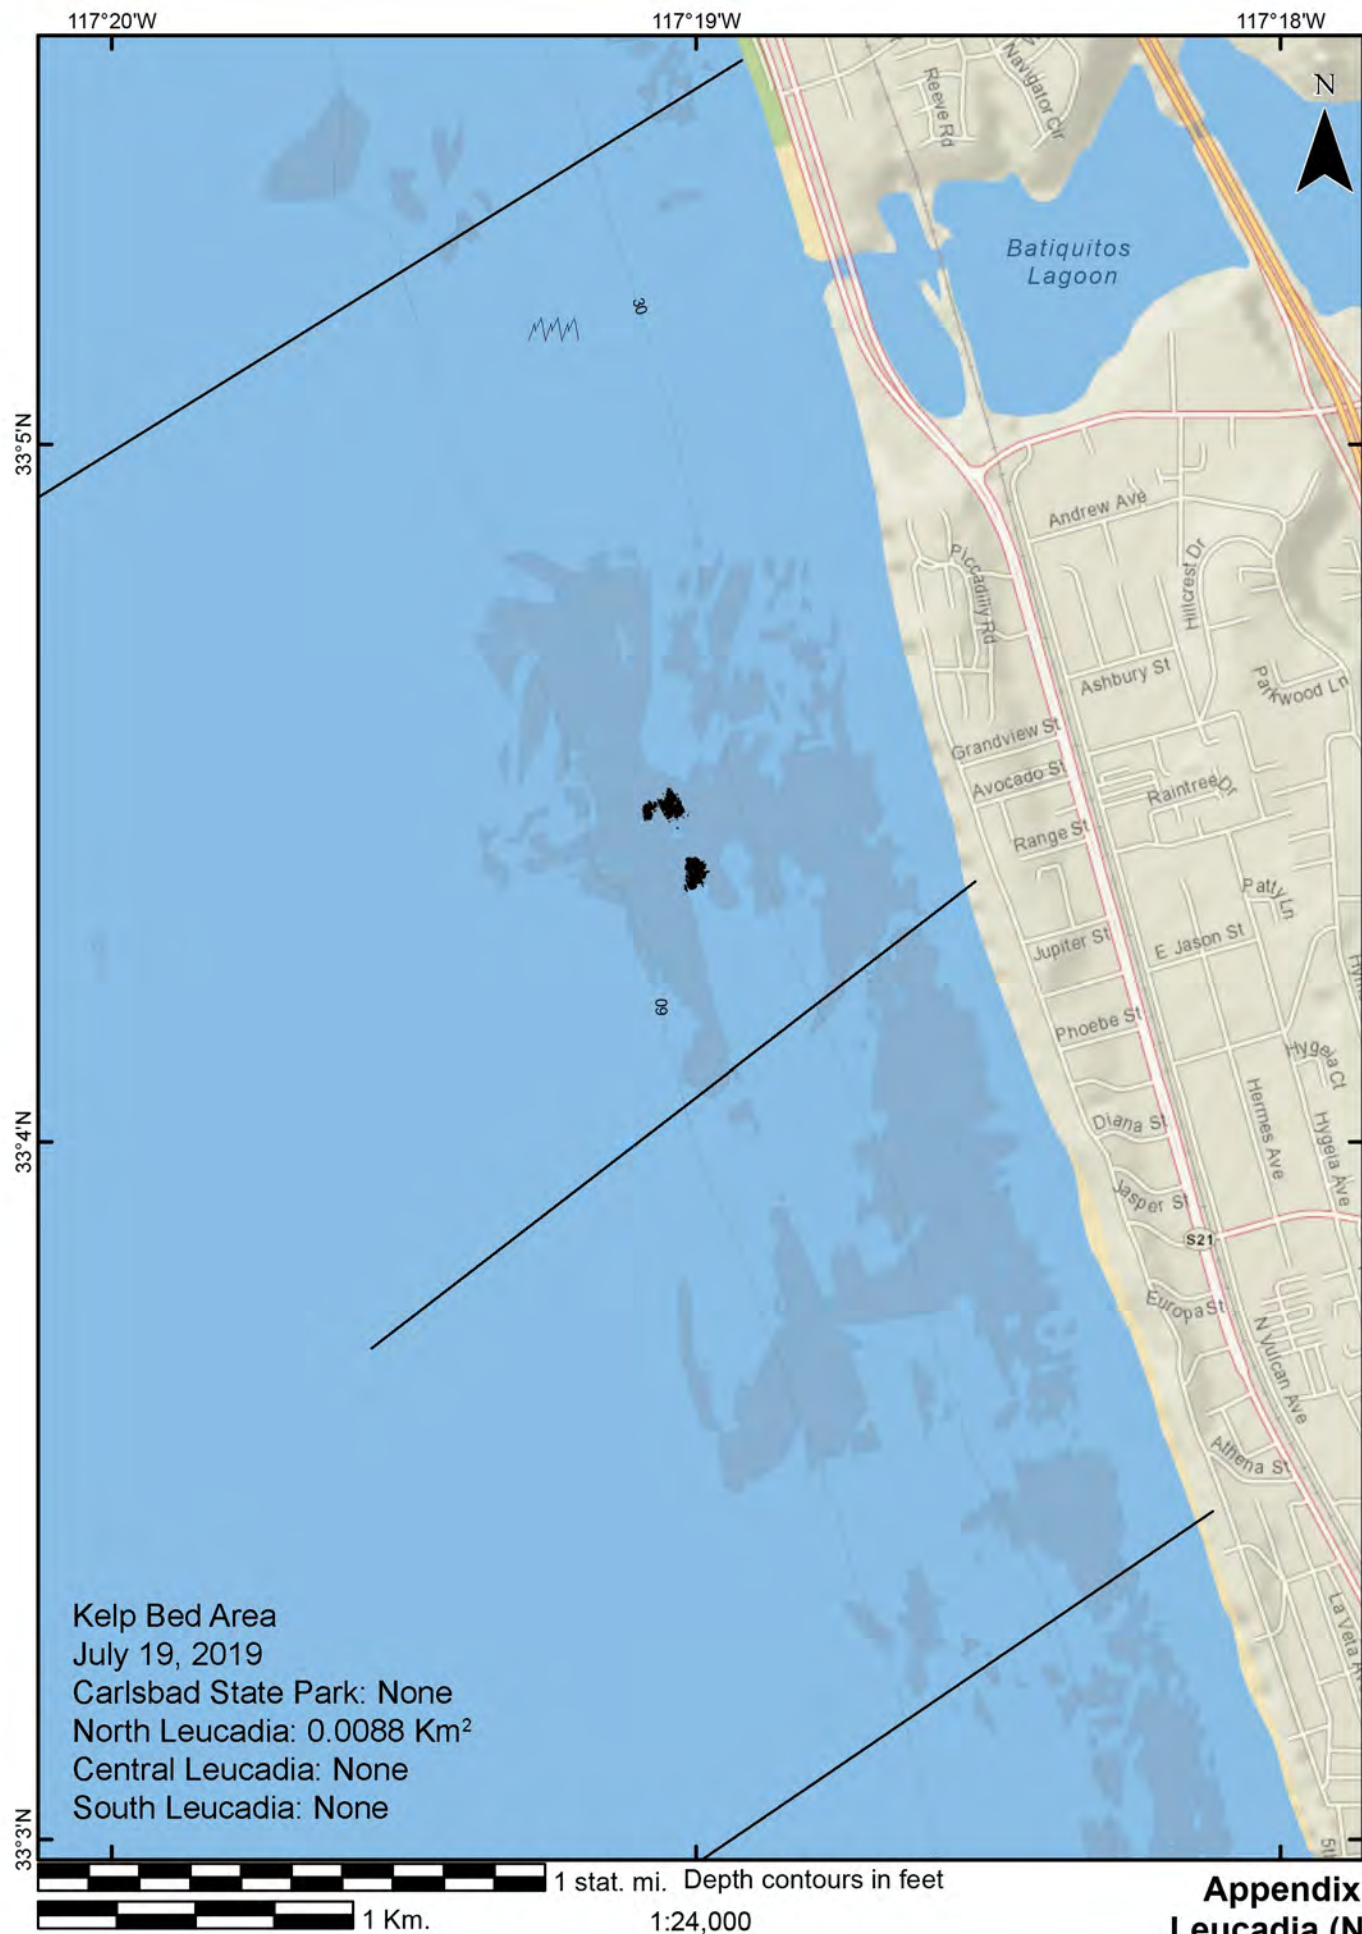 117°20'W
117°19'W
117°18'W
N
Reeve Rd
Navigator Cir
Batiquitos
Lagoon
30
33°5'N
Andrew Ave
Piccadilly Rd
Hillcrest Dr
Ashbury St
Parkwood Ln
Grandview St
Avocado St
Raintree Dr
Range St
Patty Ln
Jupiter St
E Jason St
60
Phoebe St
Hygeia Ct
Hermes Ave
Hygeia Ave
33°4'N
Diana St
Jasper St
S21
Europa St
N Vulcan Ave
Athena St
La Veta
Kelp Bed Area
July 19, 2019
Carlsbad State Park: None
North Leucadia: 0.0088 Km²
Central Leucadia: None
South Leucadia: None
33°3'N
1 stat. mi. Depth contours in feet
1 Km.
1:24,000
Appendix
Leucadia (N